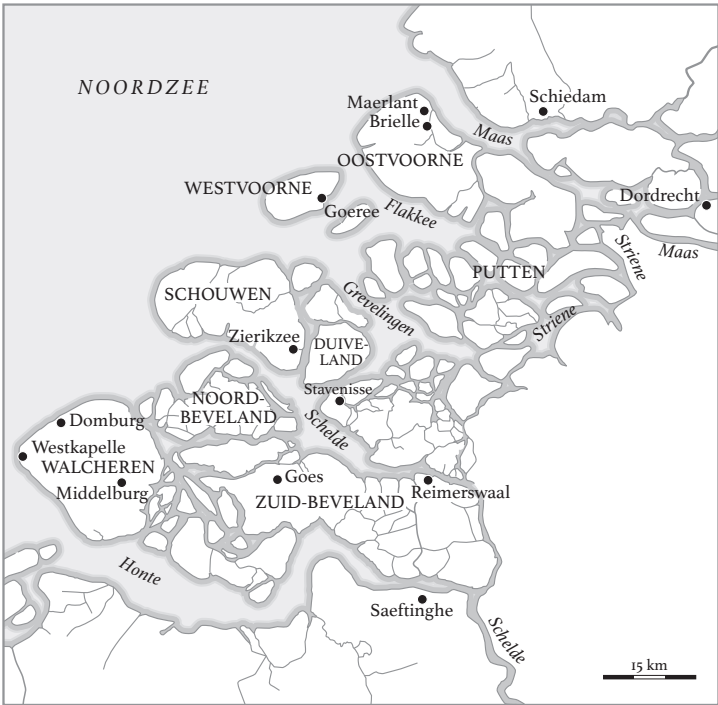 NOORDZEE
Maerlant
Schiedam
Brielle
Maas
OOSTVOORNE
WESTVOORNE
Dordrecht
Goeree
Flakkee
Striene
Maas
PUTTEN
SCHOUWEN
Grevelingen
Striene
Zierikzee
DUIVE-
LAND
Stavenisse
NOORD-
BEVELAND
Schelde
Domburg
Westkapelle
WALCHEREN
Goes
Middelburg
Reimerswaal
ZUID-BEVELAND
Honte
Saeftinghe
Schelde
15 km